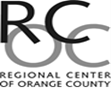 RC
OC
REGIONAL CENTER
OF ORANGE COUNTY